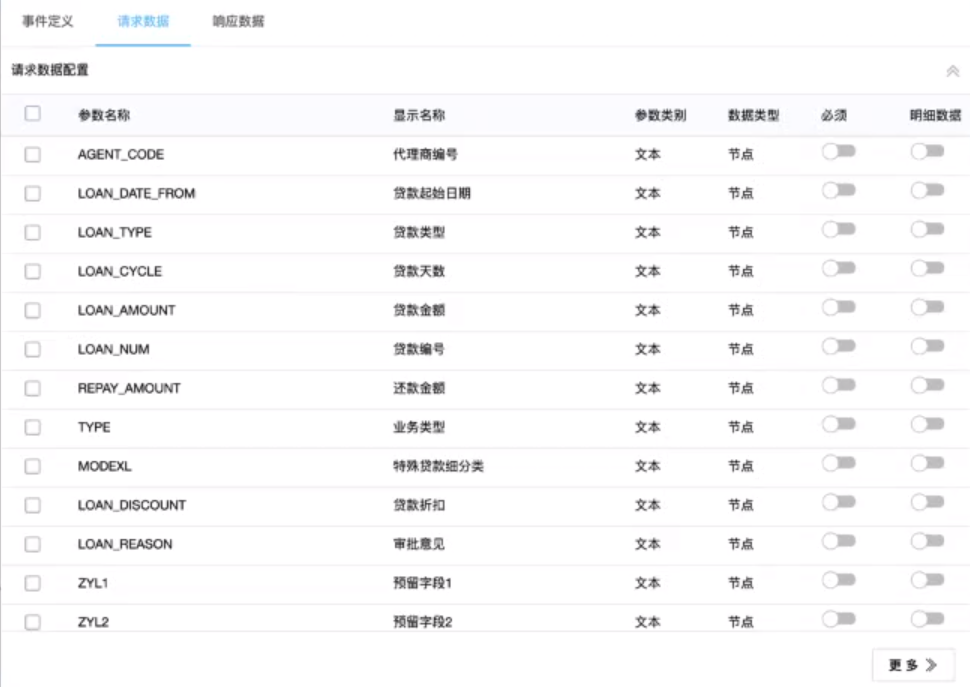 事件定义 请求数据 响应数据
请求数据配置
参数名称 显示名称 参数类别 数据类型 必须 明细数据
AGENT_CODE 代理商编号 文本 节点
LOAN_DATE_FROM 贷款起始日期 文本 节点
LOAN_TYPE 贷款类型 文本 节点
LOAN_CYCLE 贷款天数 文本 节点
LOAN_AMOUNT 贷款金额 文本 节点
LOAN_NUM 贷款编号 文本 节点
REPAY_AMOUNT 还款金额 文本 节点
TYPE 业务类型 文本 节点
MODEXL 特殊贷款细分类 文本 节点
LOAN_DISCOUNT 贷款折扣 文本 节点
LOAN_REASON 审批意见 文本 节点
ZYL1 预留字段1 文本 节点
ZYL2 预留字段2 文本 节点
更多